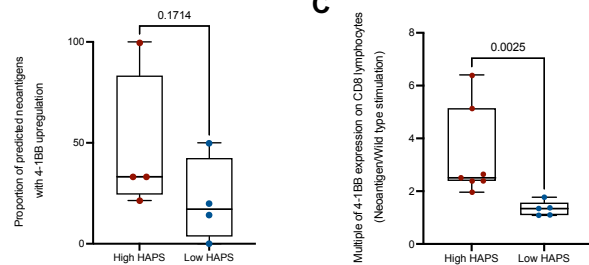 0.1714
100
50
0
Proportion of predicted neoantigens
with 4-1BB upregulation
High HAPS Low HAPS
C
0.0025
8
6
4
2
0
Multiple of 4-1BB expression on CD8 lymphocytes
(Neoantigen/Wild type stimulation)
High HAPS Low HAPS